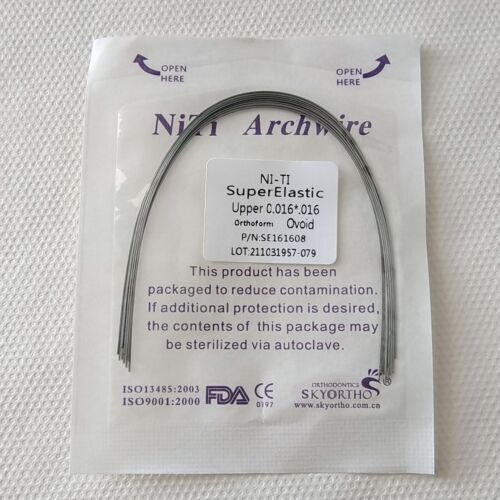 OPEN HERE
OPEN HERE
NiTi Archwire
NI-TI
SuperElastic
Upper 0.016*.016
Orthoform Ovoid
P/N:SE161608
LOT:211031957-079
This product has been
packaged to reduce contamination.
If additional protection is desired,
the contents of this package may
be sterilized via autoclave.
ISO13485:2003
ISO9001:2000
FDA CE
0197
ORTHODONTICS
SKYORTHO®
www.skyortho.com.cn